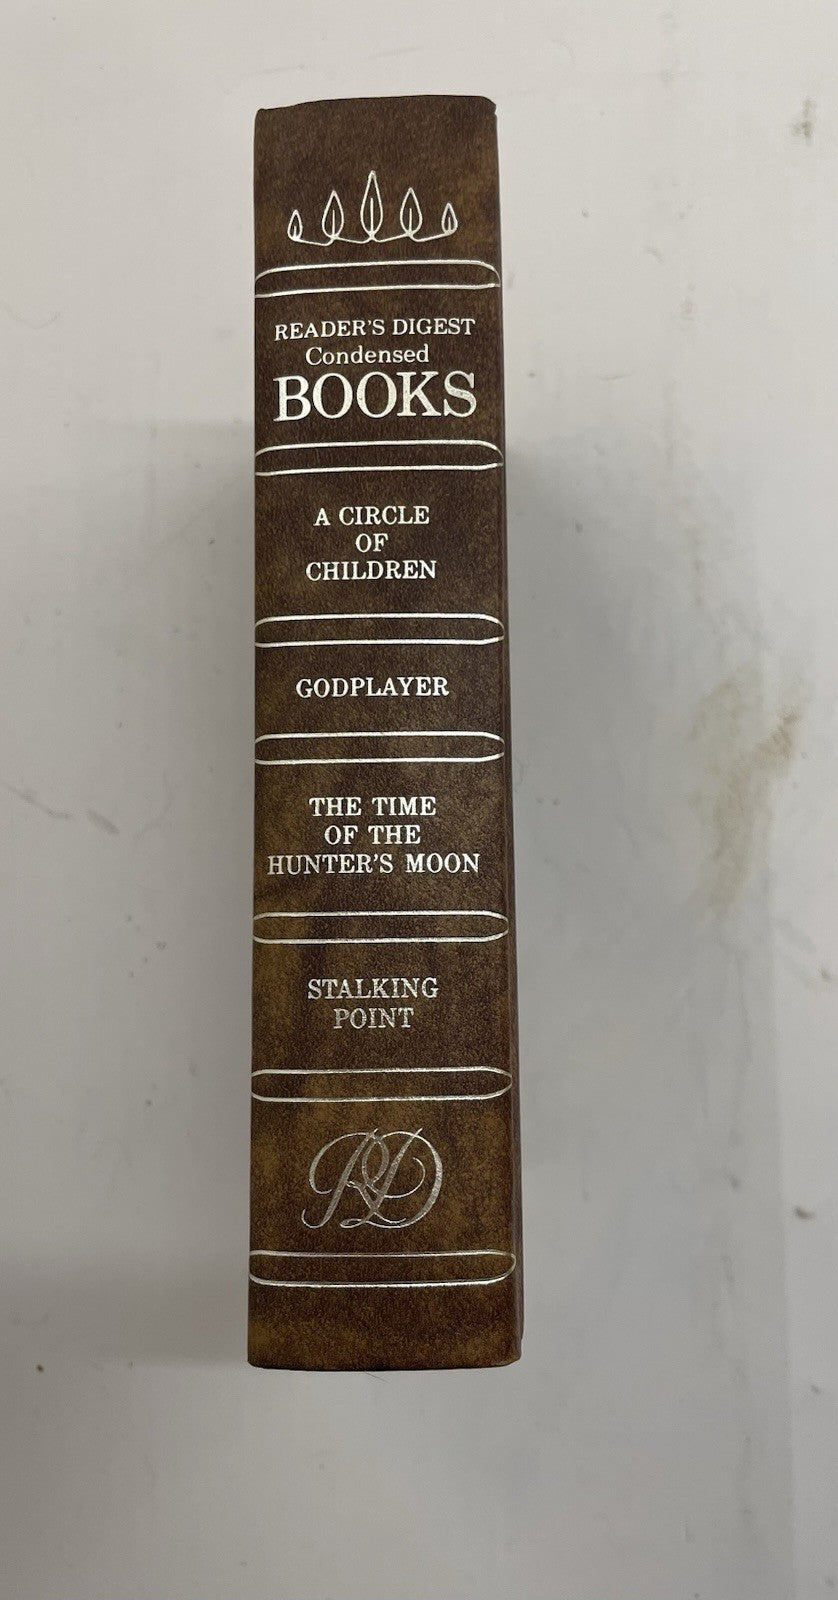 READER'S DIGEST
Condensed
BOOKS
A CIRCLE
OF
CHILDREN
GODPLAYER
THE TIME
OF THE
HUNTER'S MOON
STALKING
POINT
RD